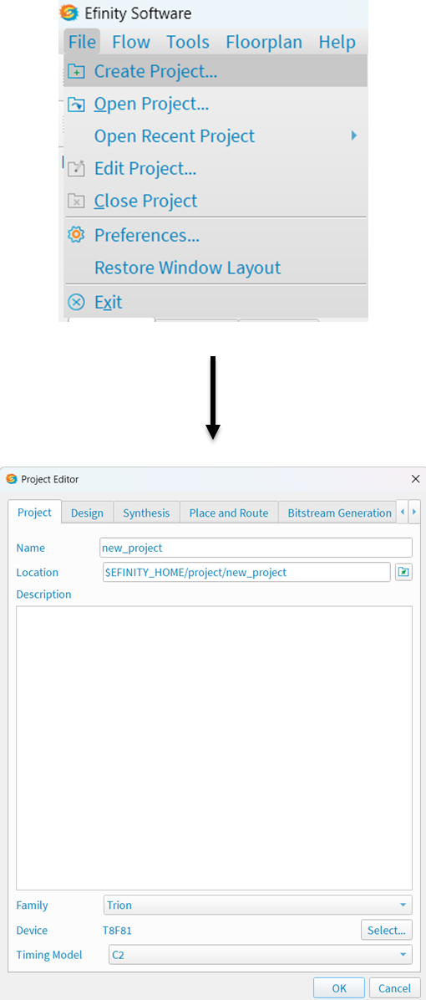 Efinity Software
File Flow Tools Floorplan Help
Create Project...
Open Project...
Open Recent Project
Edit Project...
Close Project
Preferences...
Restore Window Layout
Exit
Project Editor
Project Design Synthesis Place and Route Bitstream Generation
Name new_project
Location $EFINITY_HOME/project/new_project
Description
Family Trion
Device T8F81 Select...
Timing Model C2
OK Cancel